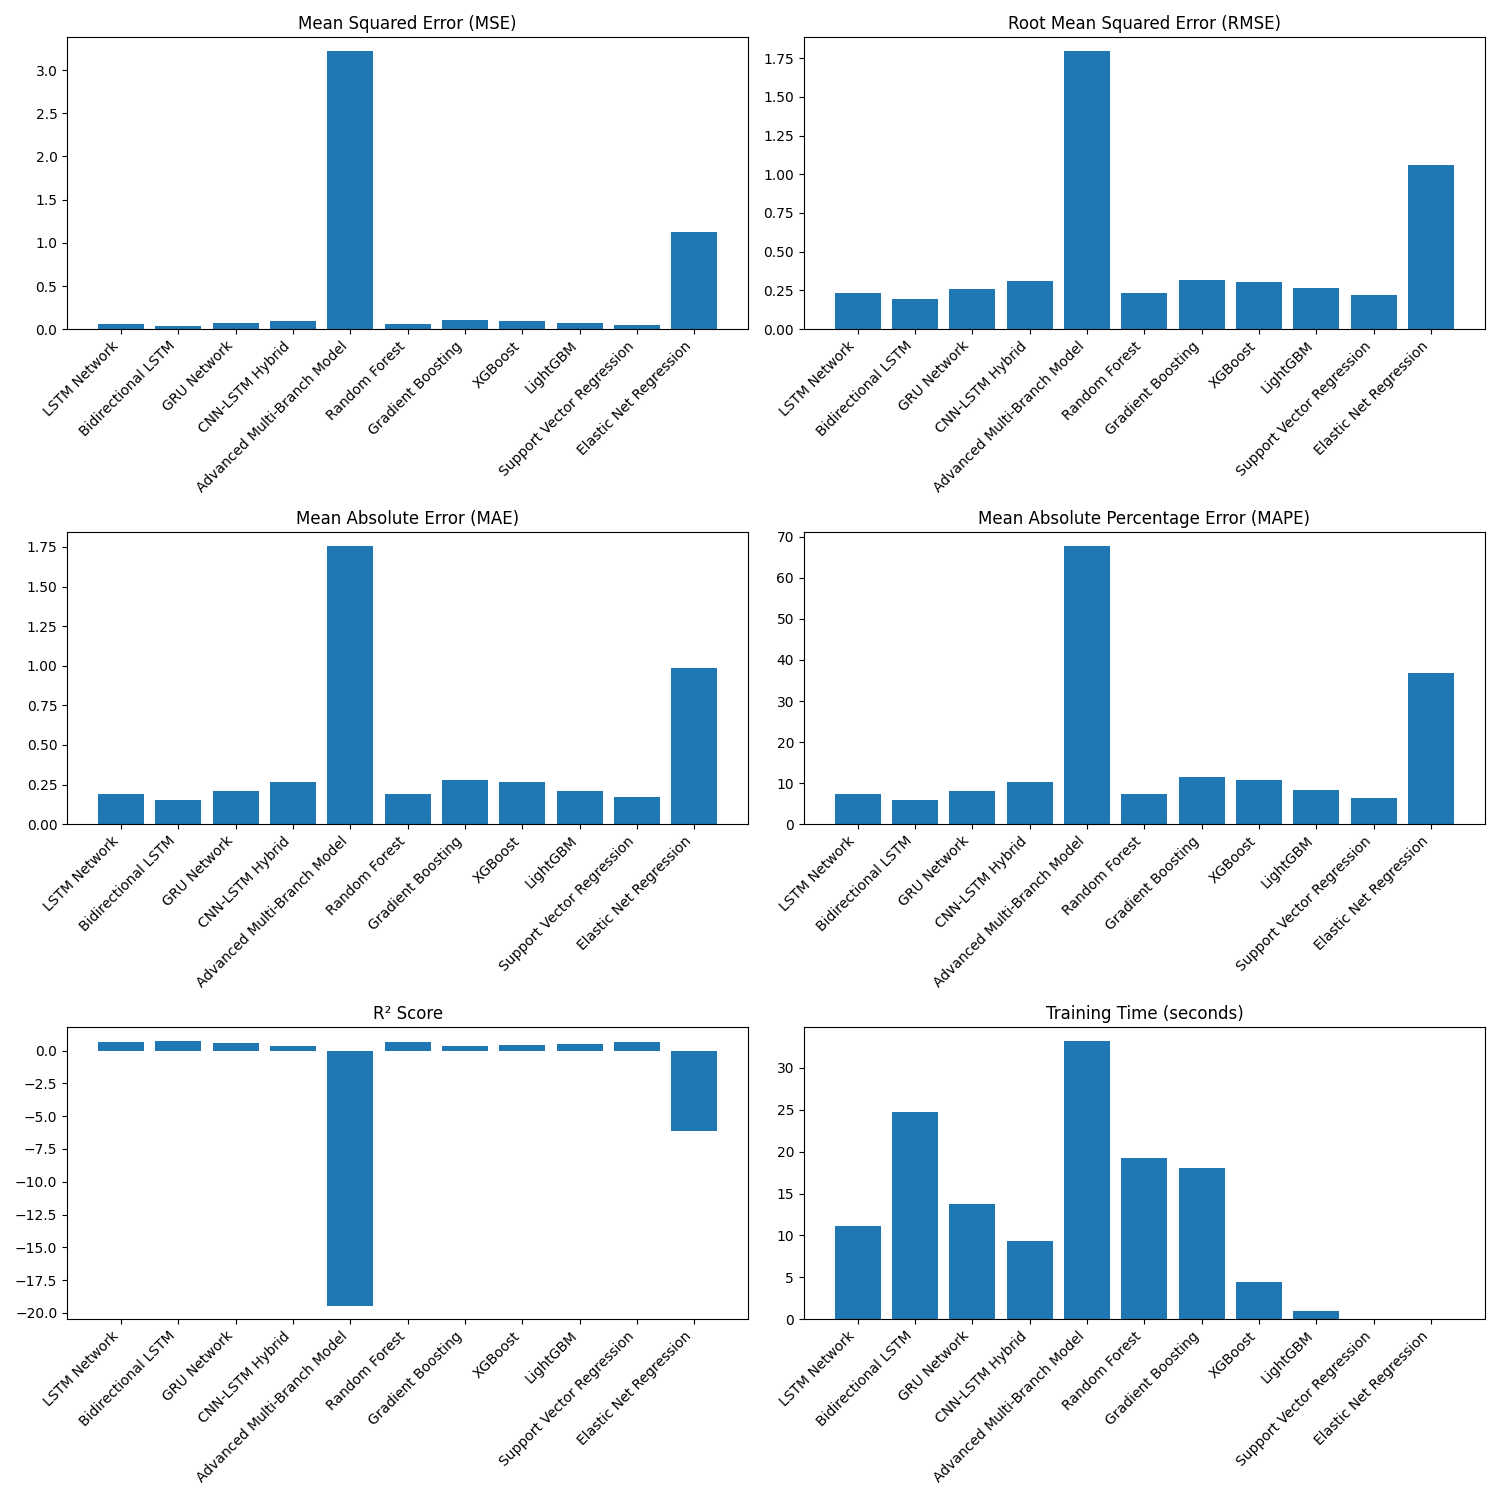 Mean Squared Error (MSE)
3.0
2.5
2.0
1.5
1.0
0.5
0.0
LSTM Network
Bidirectional LSTM
GRU Network
CNN-LSTM Hybrid
Advanced Multi-Branch Model
Random Forest
Gradient Boosting
XGBoost
LightGBM
Support Vector Regression
Elastic Net Regression
Root Mean Squared Error (RMSE)
1.75
1.50
1.25
1.00
0.75
0.50
0.25
0.00
LSTM Network
Bidirectional LSTM
GRU Network
CNN-LSTM Hybrid
Advanced Multi-Branch Model
Random Forest
Gradient Boosting
XGBoost
LightGBM
Support Vector Regression
Elastic Net Regression
Mean Absolute Error (MAE)
1.75
1.50
1.25
1.00
0.75
0.50
0.25
0.00
LSTM Network
Bidirectional LSTM
GRU Network
CNN-LSTM Hybrid
Advanced Multi-Branch Model
Random Forest
Gradient Boosting
XGBoost
LightGBM
Support Vector Regression
Elastic Net Regression
Mean Absolute Percentage Error (MAPE)
70
60
50
40
30
20
10
0
LSTM Network
Bidirectional LSTM
GRU Network
CNN-LSTM Hybrid
Advanced Multi-Branch Model
Random Forest
Gradient Boosting
XGBoost
LightGBM
Support Vector Regression
Elastic Net Regression
R² Score
0.0
−2.5
−5.0
−7.5
−10.0
−12.5
−15.0
−17.5
−20.0
LSTM Network
Bidirectional LSTM
GRU Network
CNN-LSTM Hybrid
Advanced Multi-Branch Model
Random Forest
Gradient Boosting
XGBoost
LightGBM
Support Vector Regression
Elastic Net Regression
Training Time (seconds)
30
25
20
15
10
5
0
LSTM Network
Bidirectional LSTM
GRU Network
CNN-LSTM Hybrid
Advanced Multi-Branch Model
Random Forest
Gradient Boosting
XGBoost
LightGBM
Support Vector Regression
Elastic Net Regression